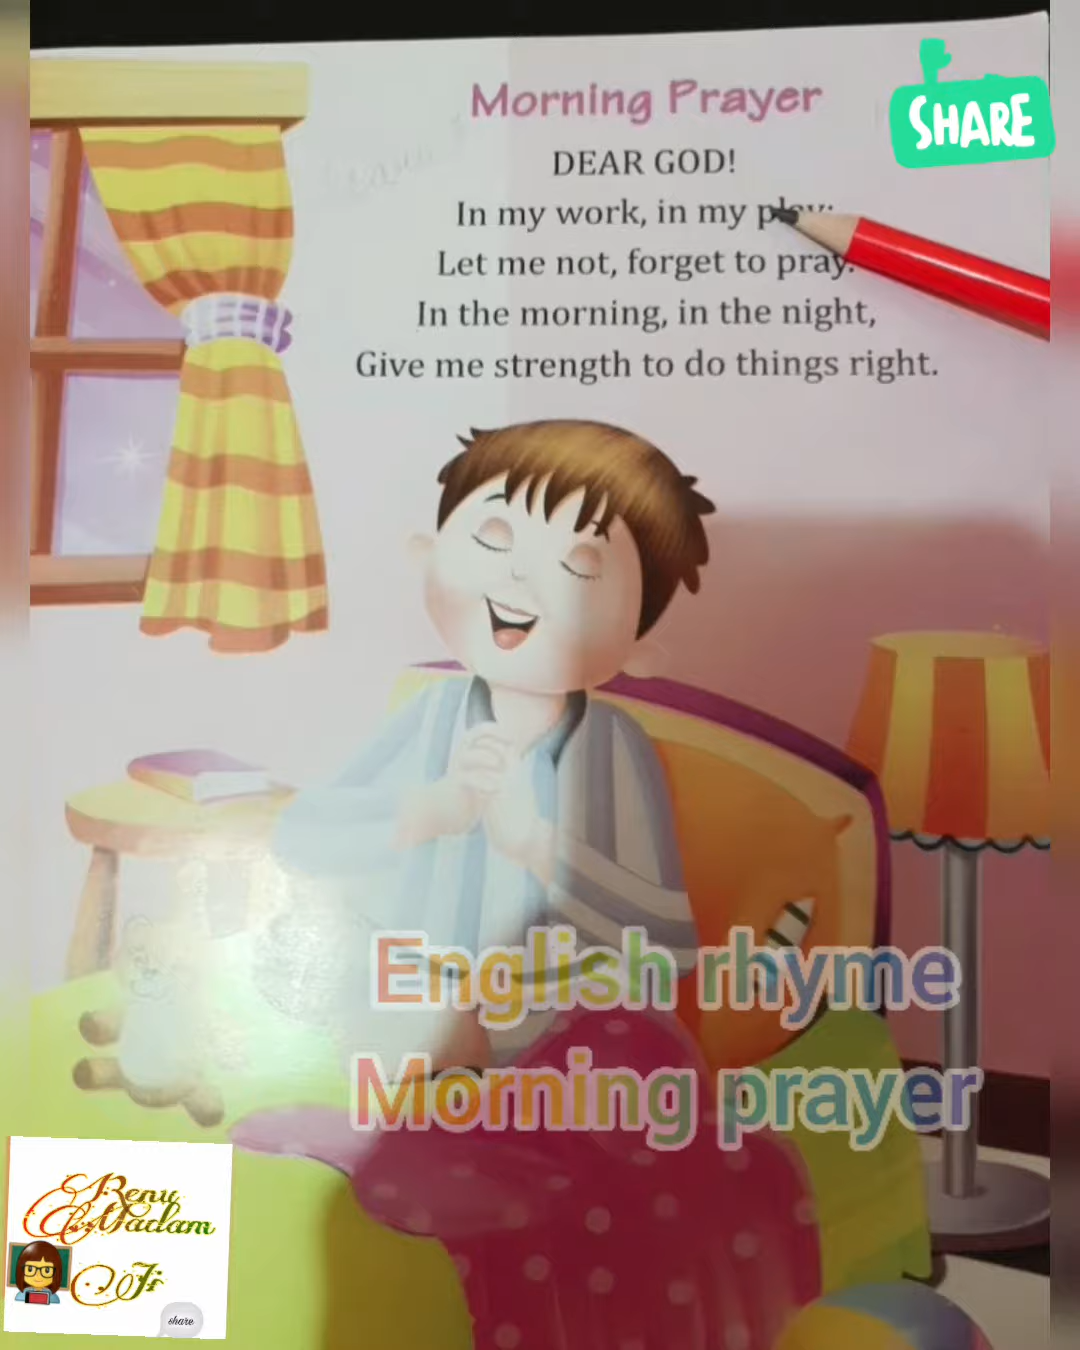 Morning Prayer
SHARE
DEAR GOD!
In my work, in my play;
Let me not, forget to pray.
In the morning, in the night,
Give me strength to do things right.
English rhyme
Morning prayer
Renu
Madam
Ji
share